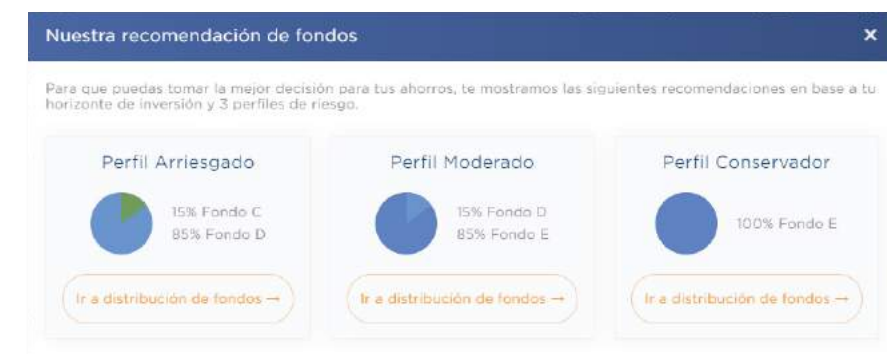 Nuestra recomendación de fondos
×
Para que puedas tomar la mejor decisión para tus ahorros, te mostramos las siguientes recomendaciones en base a tu
horizonte de inversión y 3 perfiles de riesgo.
Perfil Arriesgado
15% Fondo C
85% Fondo D
Ir a distribución de fondos →
Perfil Moderado
15% Fondo D
85% Fondo E
Ir a distribución de fondos →
Perfil Conservador
100% Fondo E
Ir a distribución de fondos →